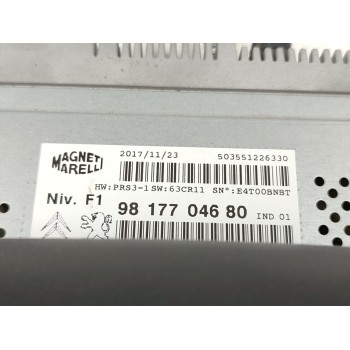 MAGNETI
MARELLI
2017/11/23 503551226330
HW:PRS3-1 SW:63CR11 SN°:E4T00BNBT
Niv. F1
98 177 046 80 IND 01